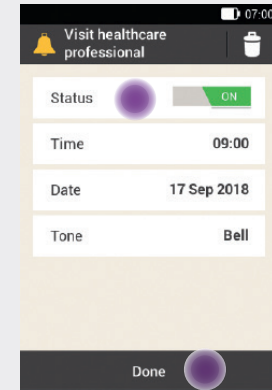 07:00
Visit healthcare
professional
Status ON
Time 09:00
Date 17 Sep 2018
Tone Bell
Done